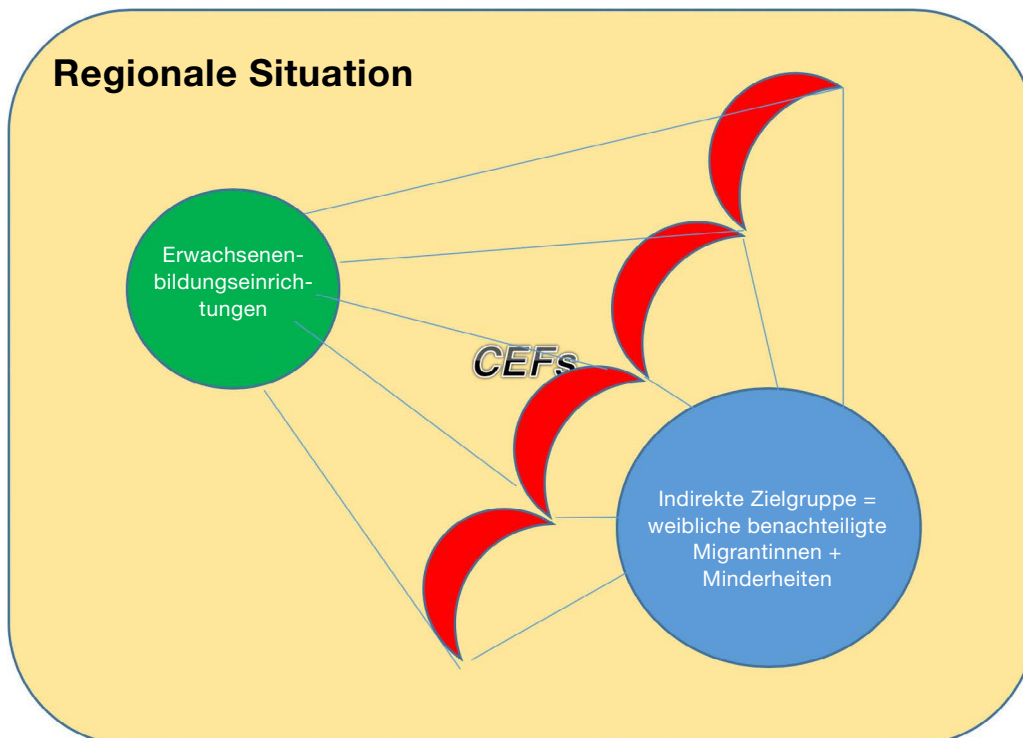 Regionale Situation
Erwachsenen-
bildungseinrich-
tungen
CEFs
Indirekte Zielgruppe =
weibliche benachteiligte
Migrantinnen +
Minderheiten